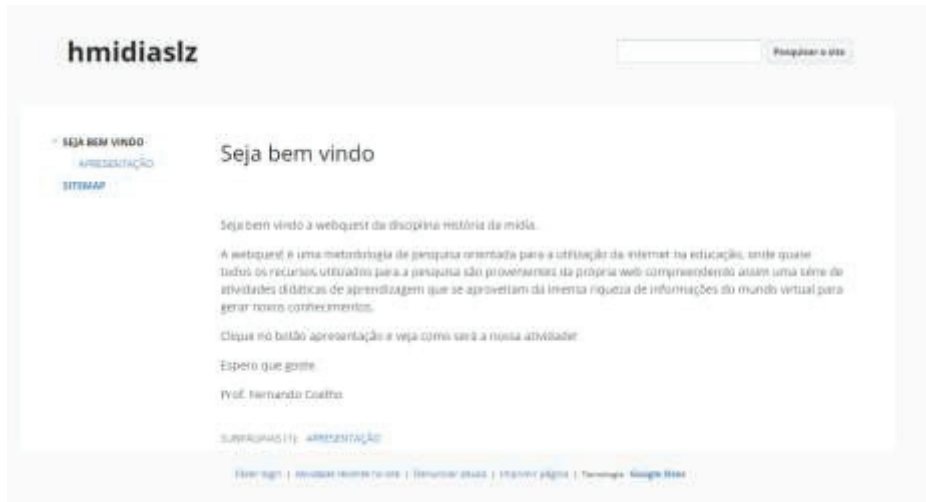 hmidiaslz
Pesquisar o site
SEJA BEM VINDO
APRESENTAÇÃO
SITEMAP
Seja bem vindo
Seja bem vindo a webquest da disciplina História da mídia.
A webquest é uma metodologia de pesquisa orientada para a utilização da internet na educação, onde quase
todos os recursos utilizados para a pesquisa são provenientes da própria web compreendendo assim uma série de
atividades didáticas de aprendizagem que se aproveitam da imensa riqueza de informações do mundo virtual para
gerar novos conhecimentos.
Clique no botão apresentação e veja como será a nossa atividade!
Espero que goste.
Prof. Fernando Coelho
SUBPÁGINAS (1): APRESENTAÇÃO
Fazer login | Atividade recente no site | Denunciar abuso | Imprimir página | Tecnologia Google Sites